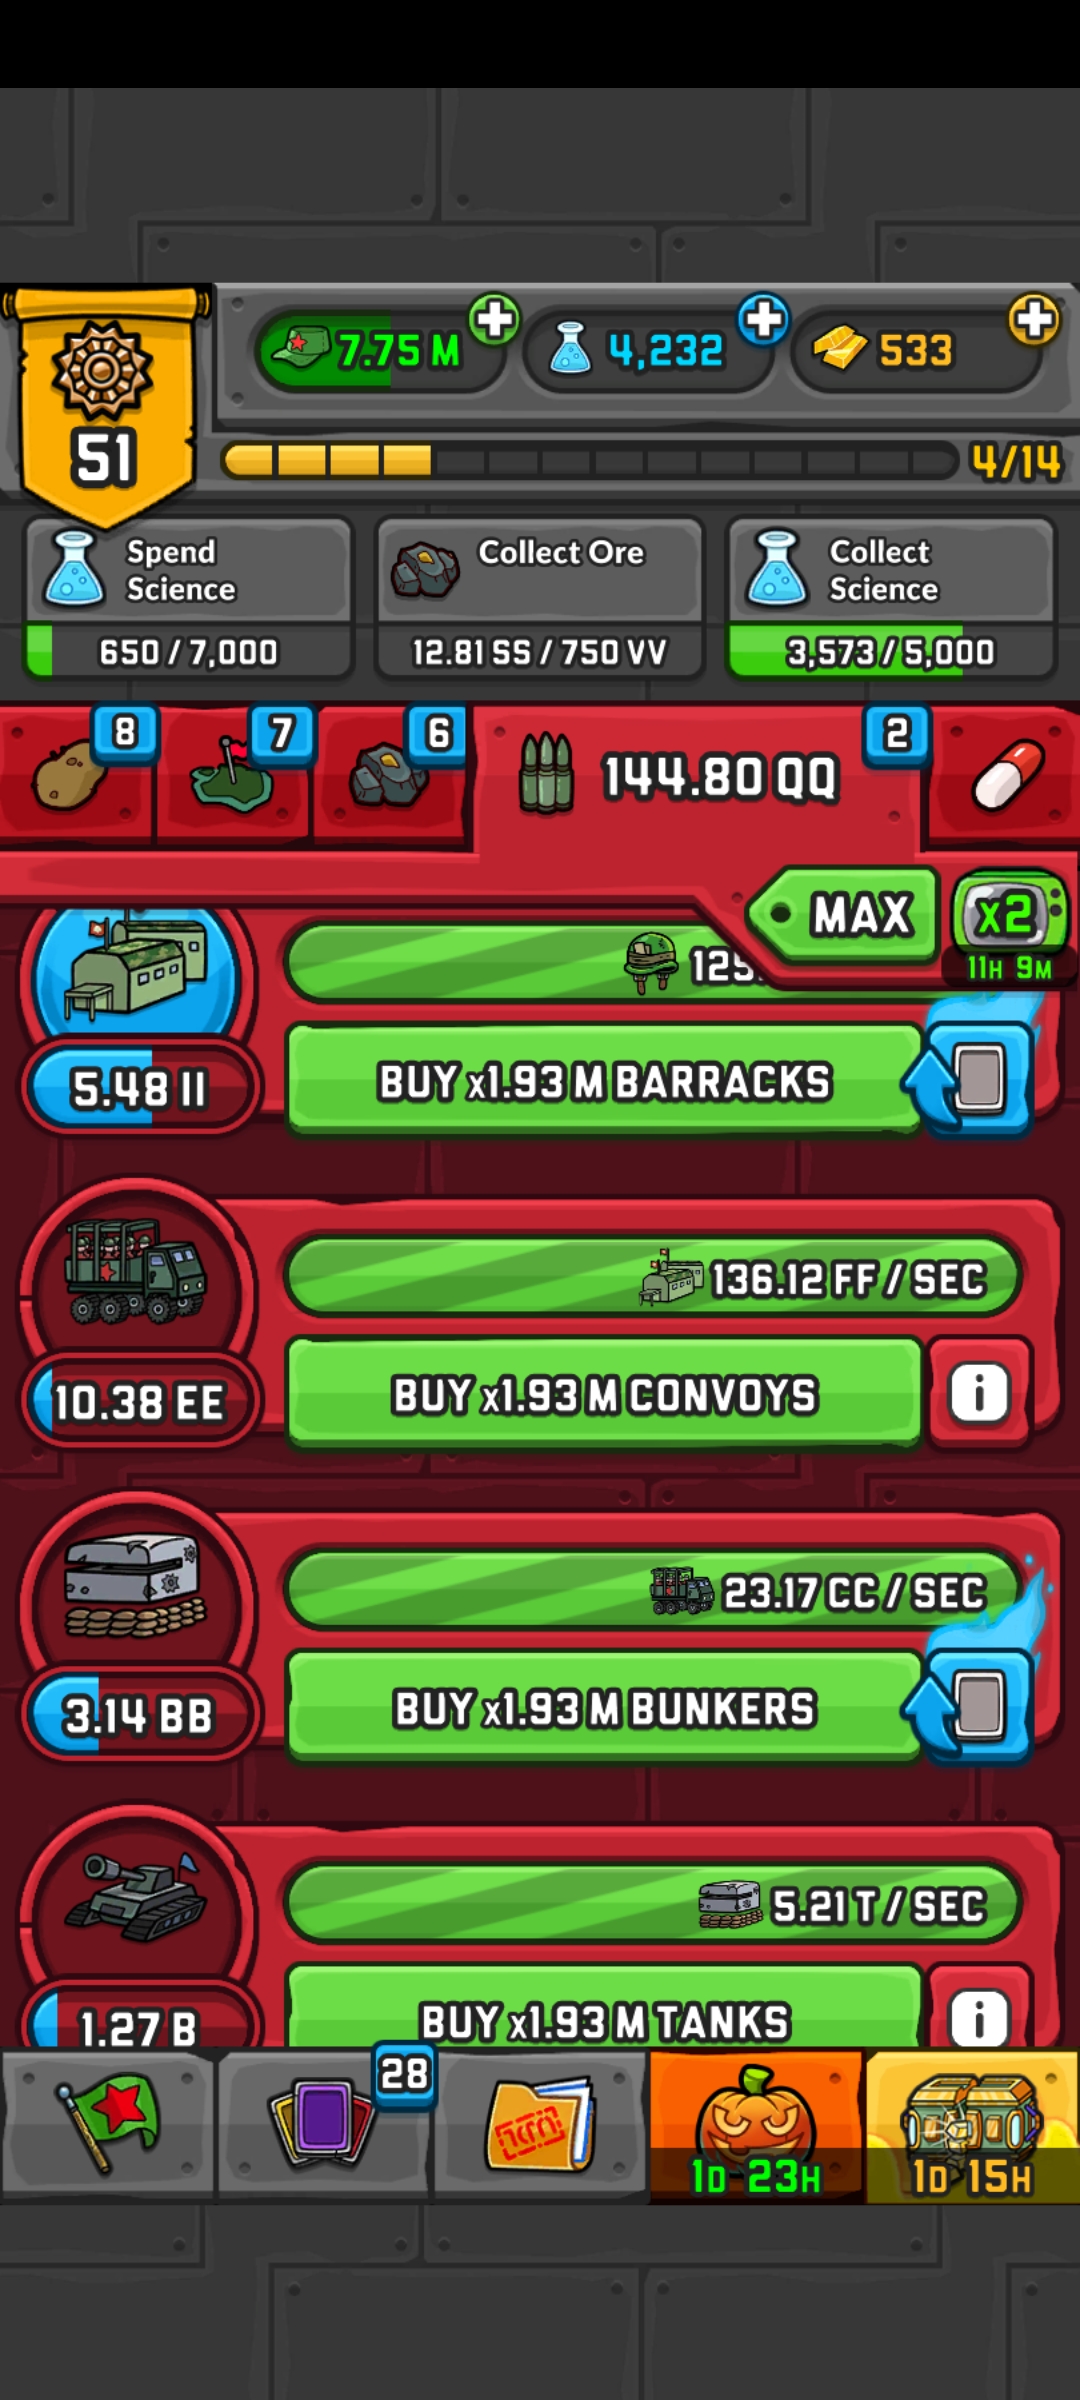 7.75 M
4,232
533
51
4/14
Spend
Science
Collect Ore
Collect
Science
650 / 7,000
12.81 SS / 750 VV
3,573 / 5,000
8
7
6
2
144.80 QQ
MAX
x2
11H 9M
125.
5.48 II
BUY x1.93 M BARRACKS
136.12 FF / SEC
10.38 EE
BUY x1.93 M CONVOYS
i
23.17 CC / SEC
3.14 BB
BUY x1.93 M BUNKERS
5.21 T / SEC
1.27 B
BUY x1.93 M TANKS
i
28
1D 23H
1D 15H